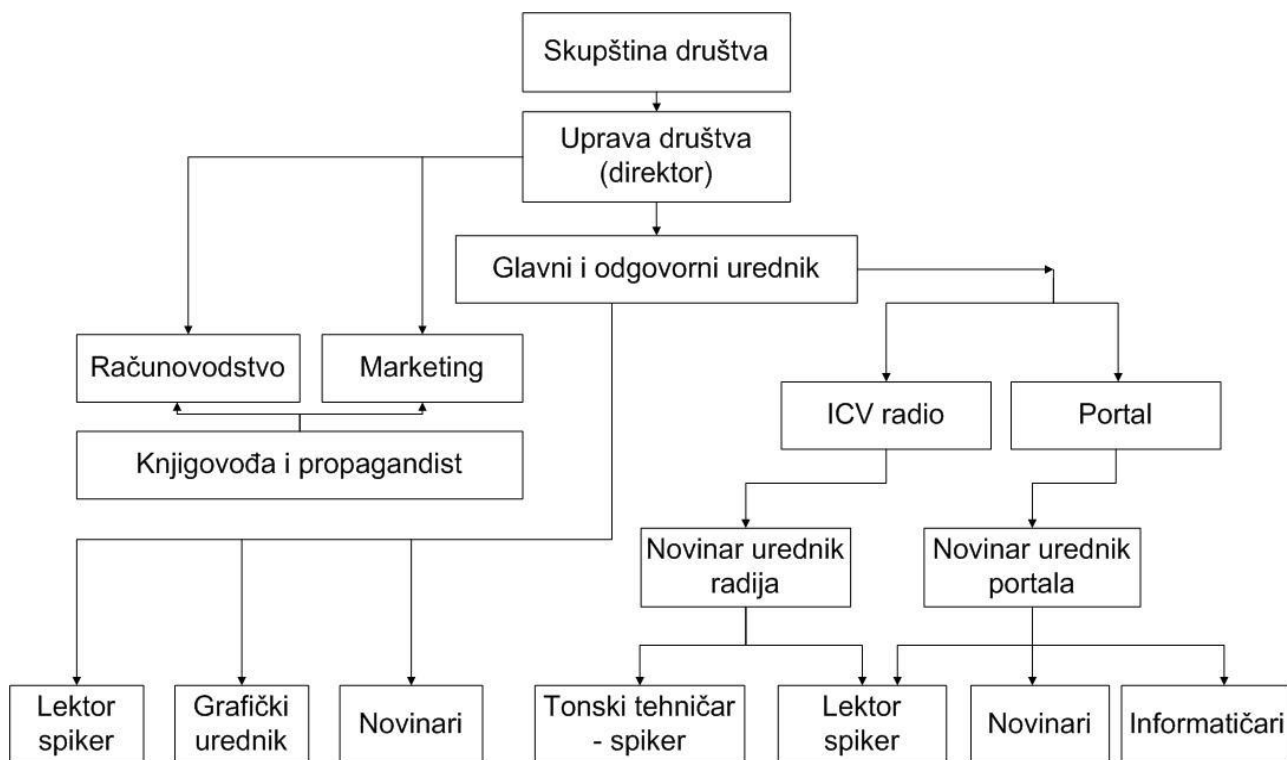 Skupština društva
Uprava društva
(direktor)
Glavni i odgovorni urednik
Računovodstvo
Marketing
ICV radio
Portal
Knjigovođa i propagandist
Novinar urednik
radija
Novinar urednik
portala
Lektor
spiker
Grafički
urednik
Novinari
Tonski tehničar
- spiker
Lektor
spiker
Novinari
Informatičari